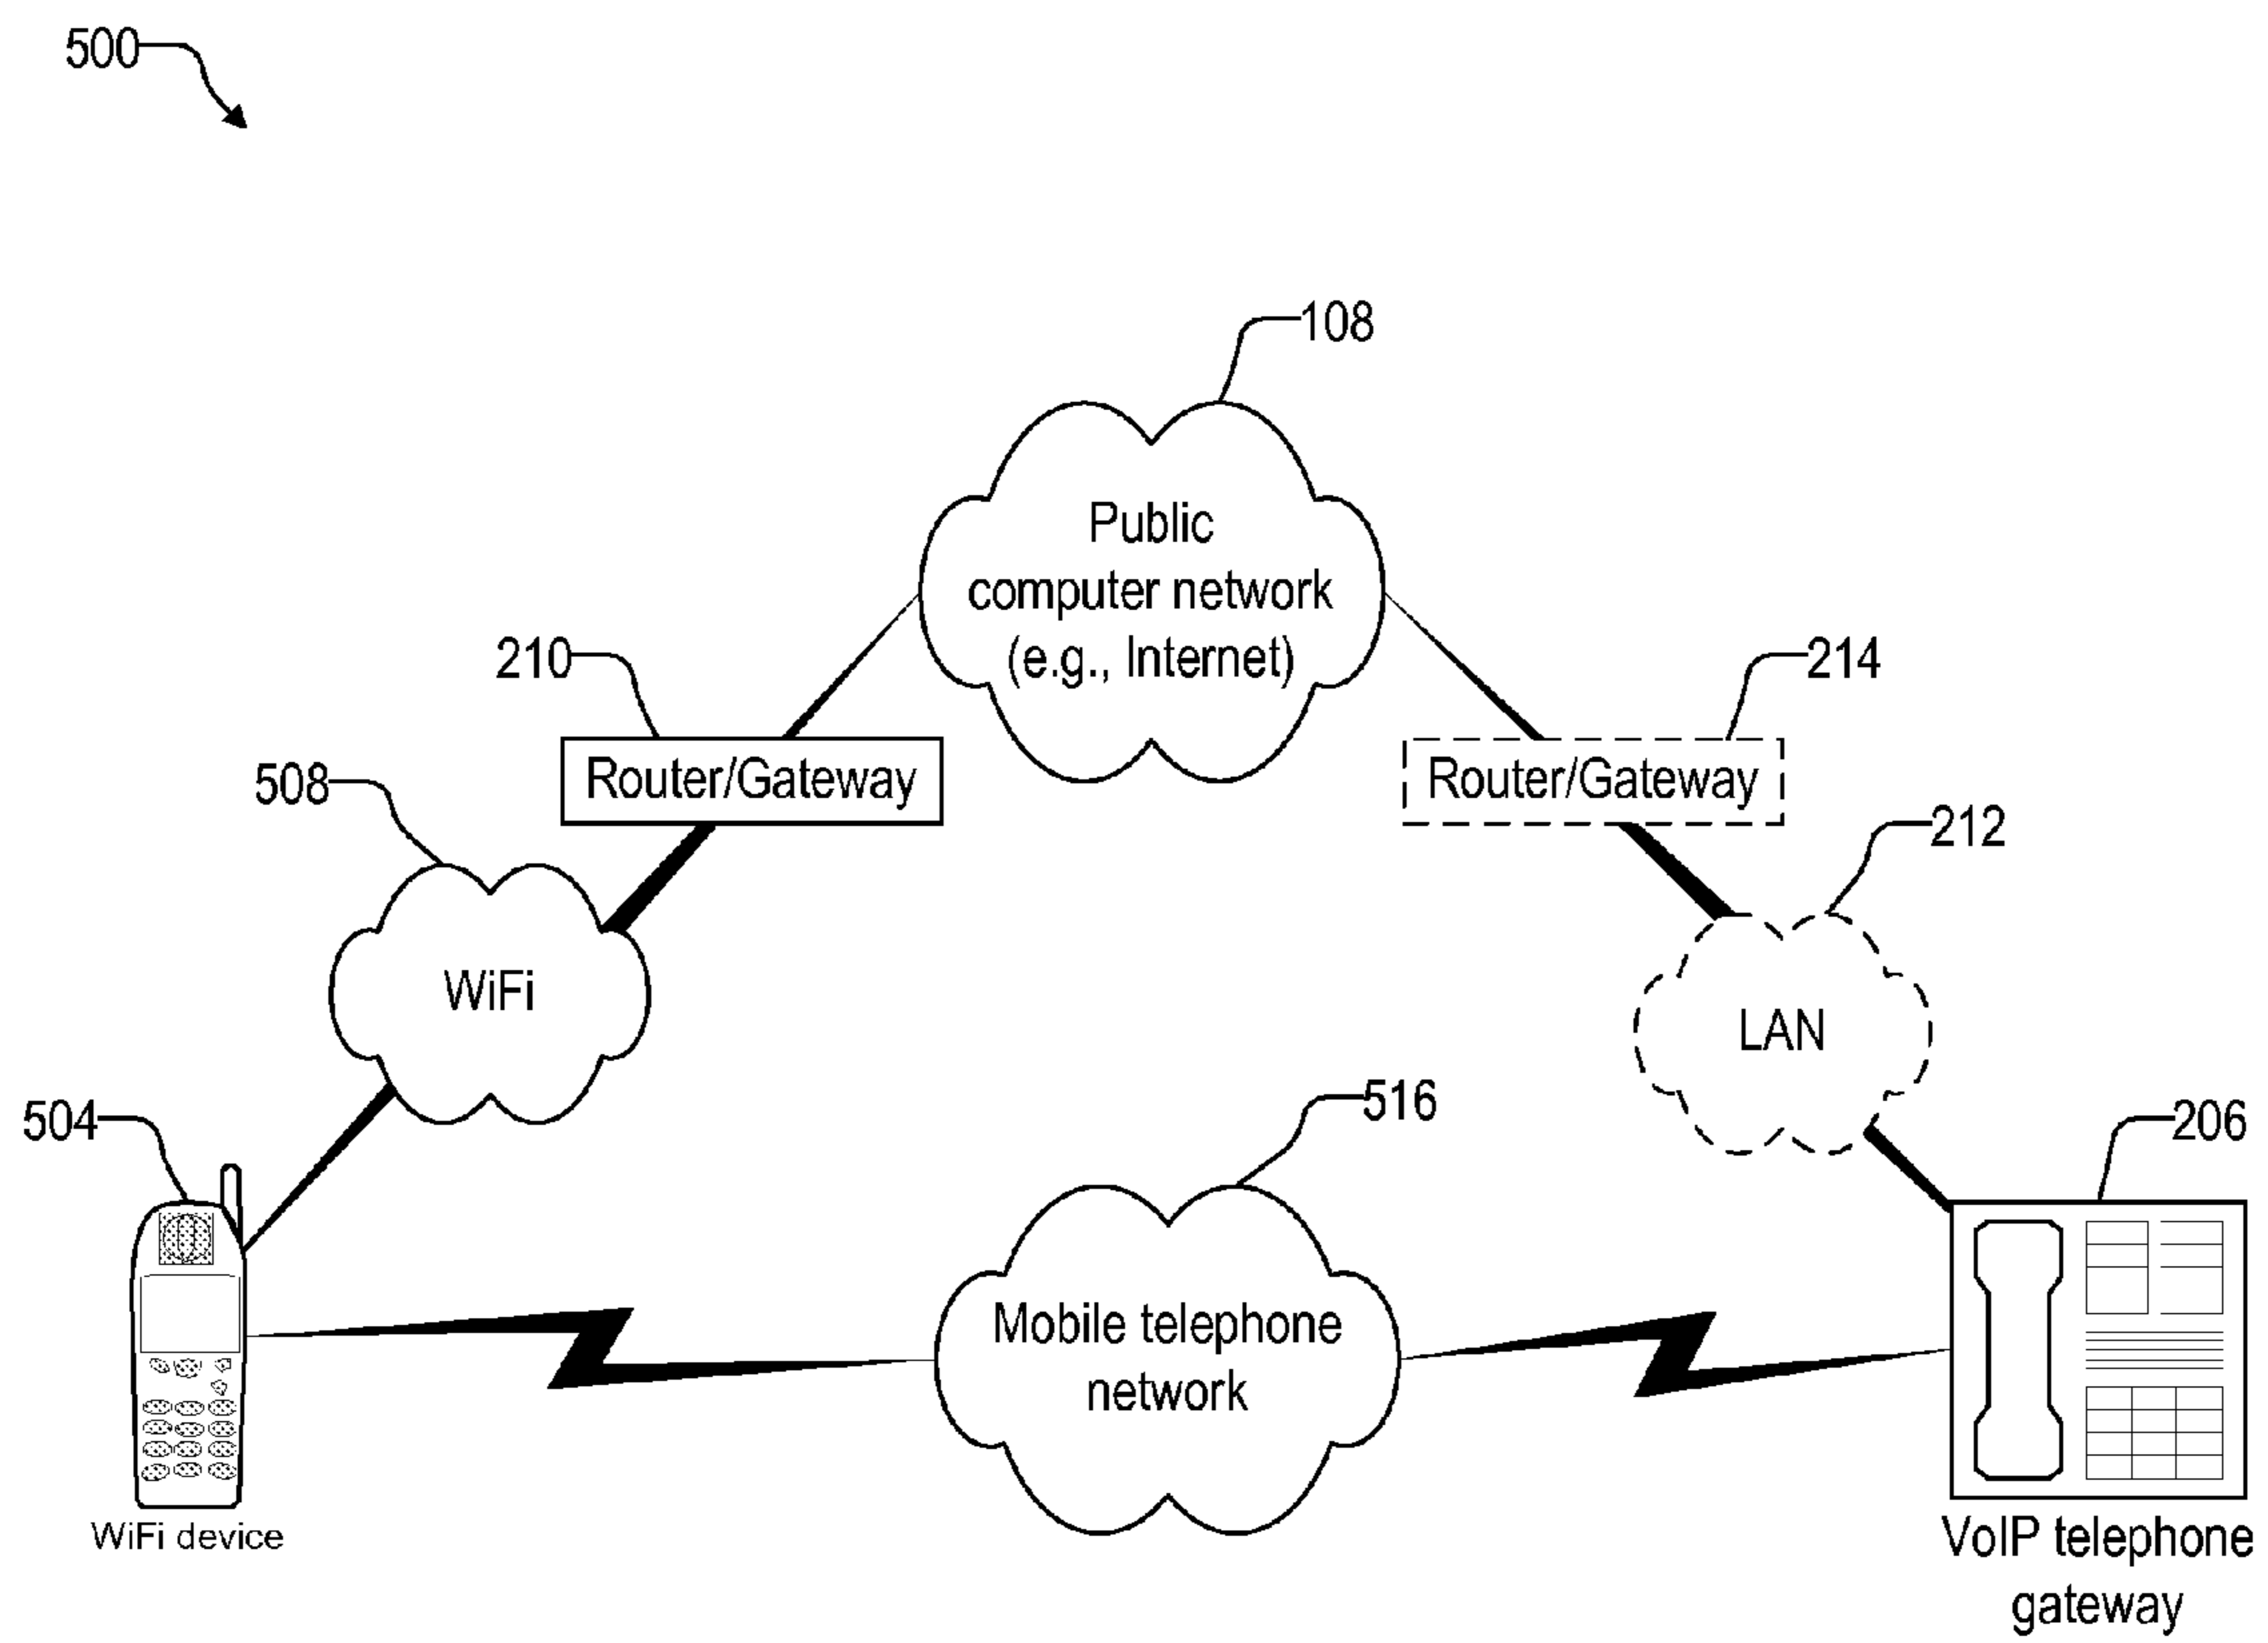 500
108
Public
computer network
(e.g., Internet)
210
214
Router/Gateway
Router/Gateway
508
212
WiFi
LAN
504
516
206
Mobile telephone
network
WiFi device
VoIP telephone
gateway